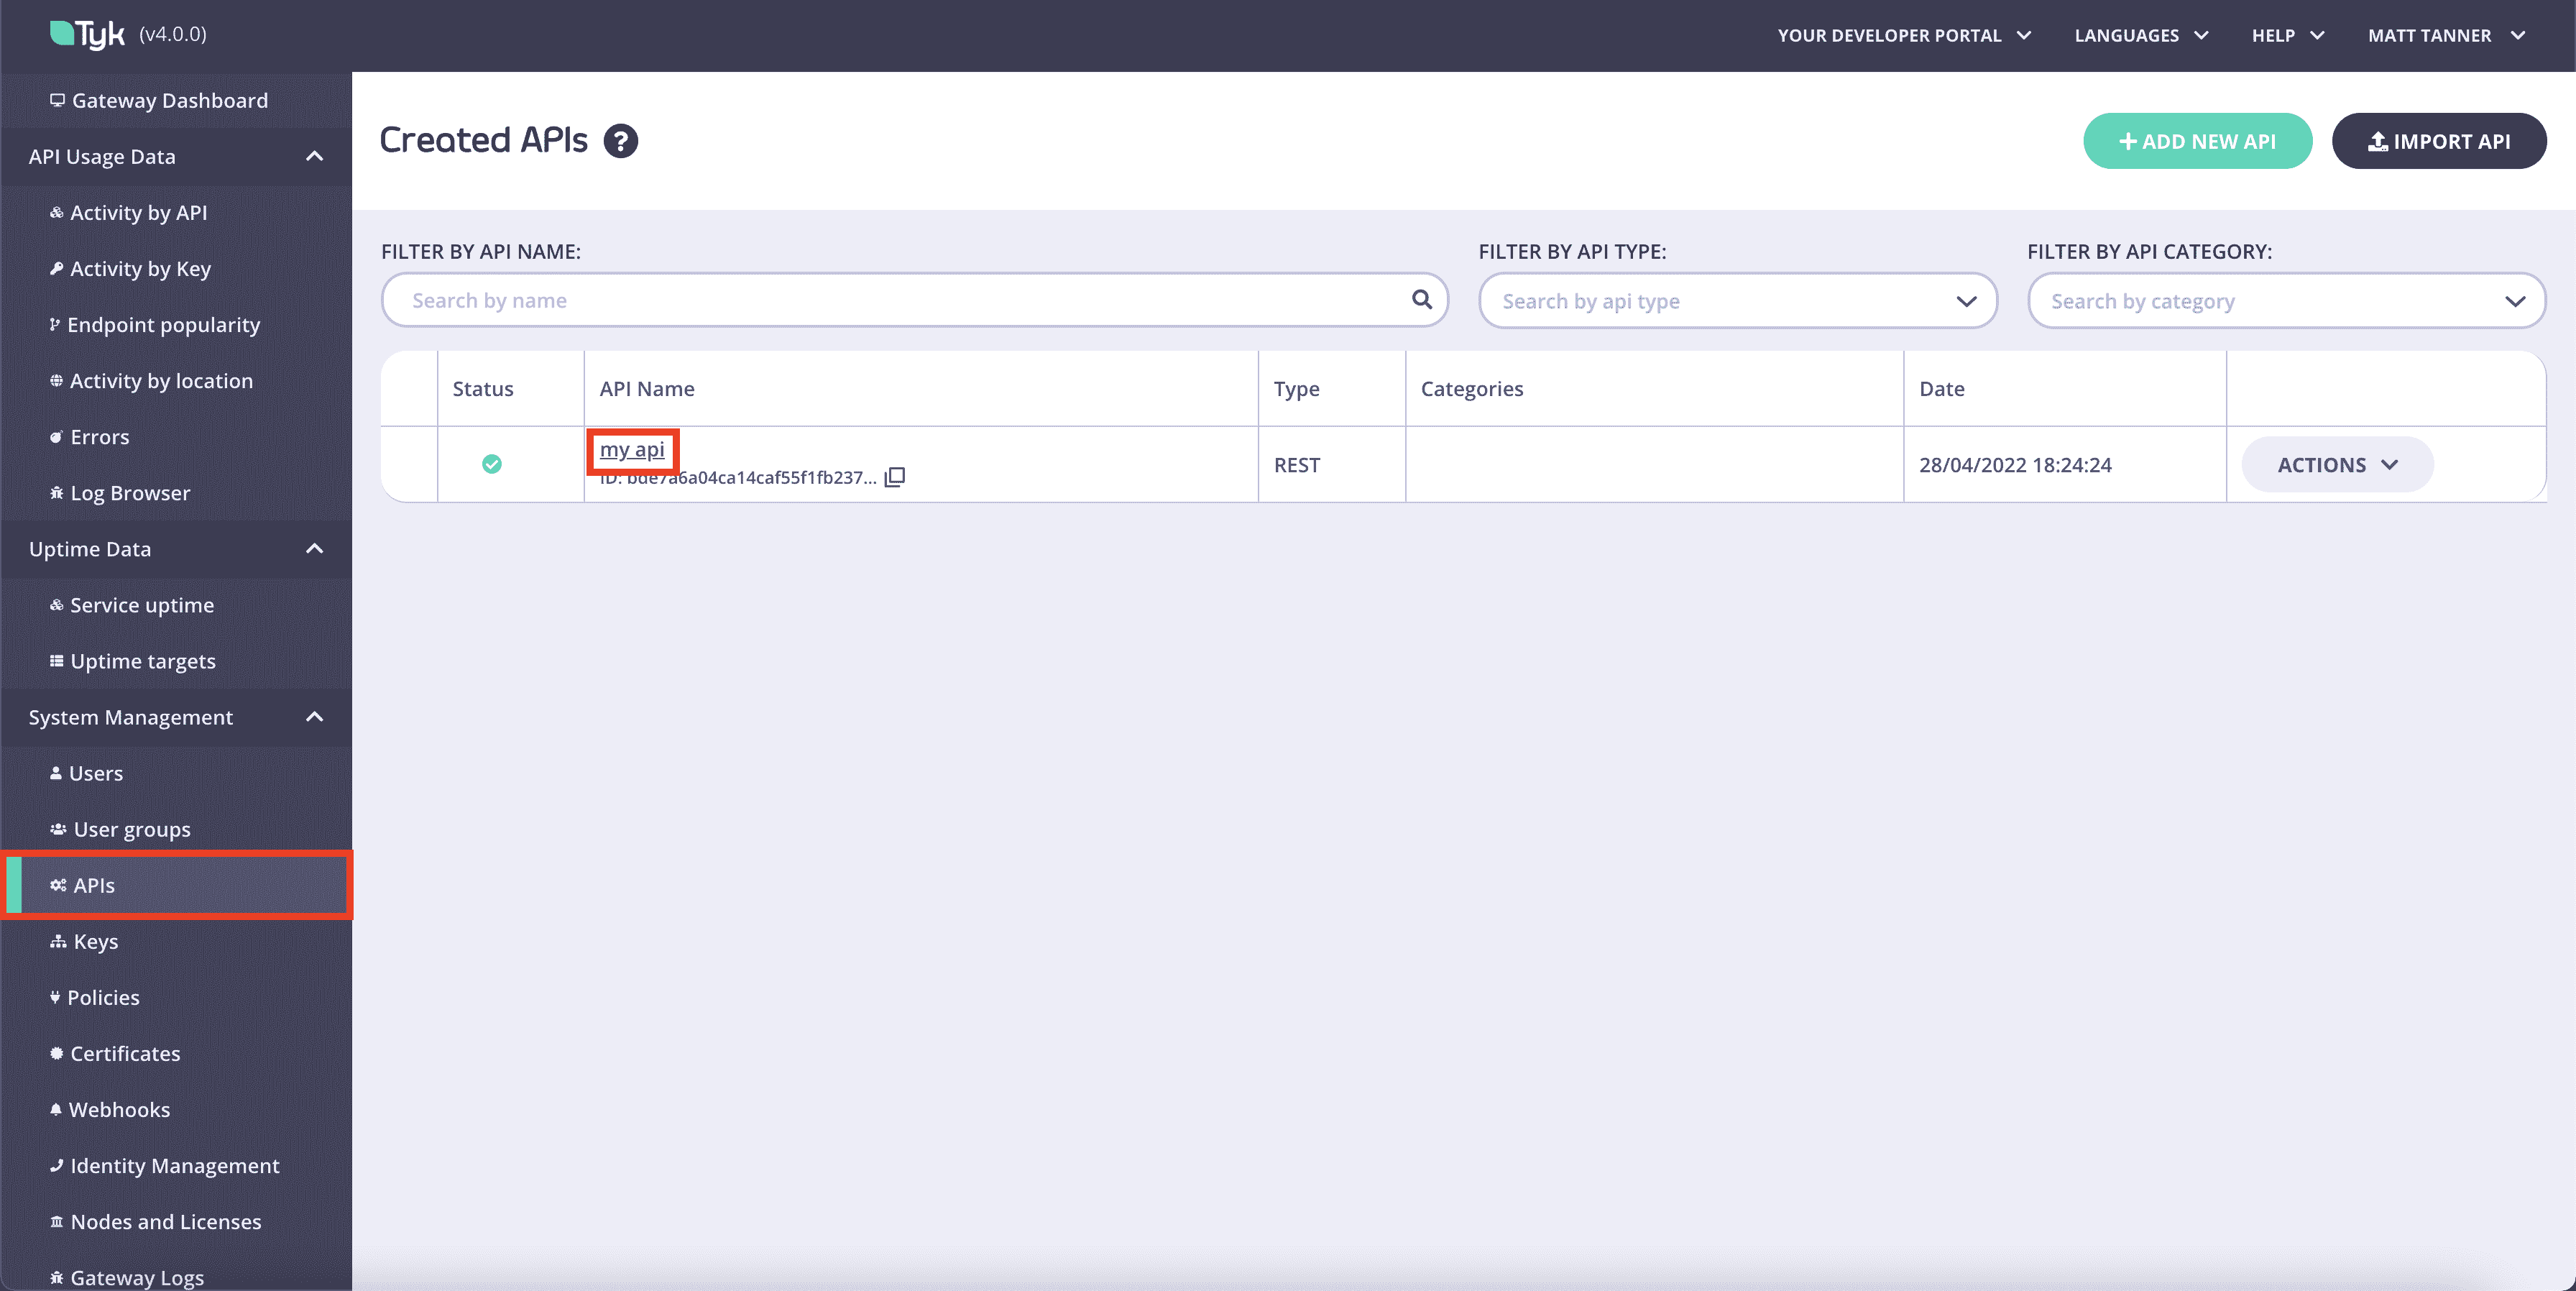 Tyk (v4.0.0)
YOUR DEVELOPER PORTAL
LANGUAGES
HELP
MATT TANNER
Gateway Dashboard
API Usage Data
Activity by API
Activity by Key
Endpoint popularity
Activity by location
Errors
Log Browser
Uptime Data
Service uptime
Uptime targets
System Management
Users
User groups
APIs
Keys
Policies
Certificates
Webhooks
Identity Management
Nodes and Licenses
Gateway Logs
Created APIs ?
+ ADD NEW API
IMPORT API
FILTER BY API NAME:
Search by name
FILTER BY API TYPE:
Search by api type
FILTER BY API CATEGORY:
Search by category
Status API Name Type Categories Date
my api
ID: bde7a6a04ca14caf55f1fb237...
REST
28/04/2022 18:24:24
ACTIONS